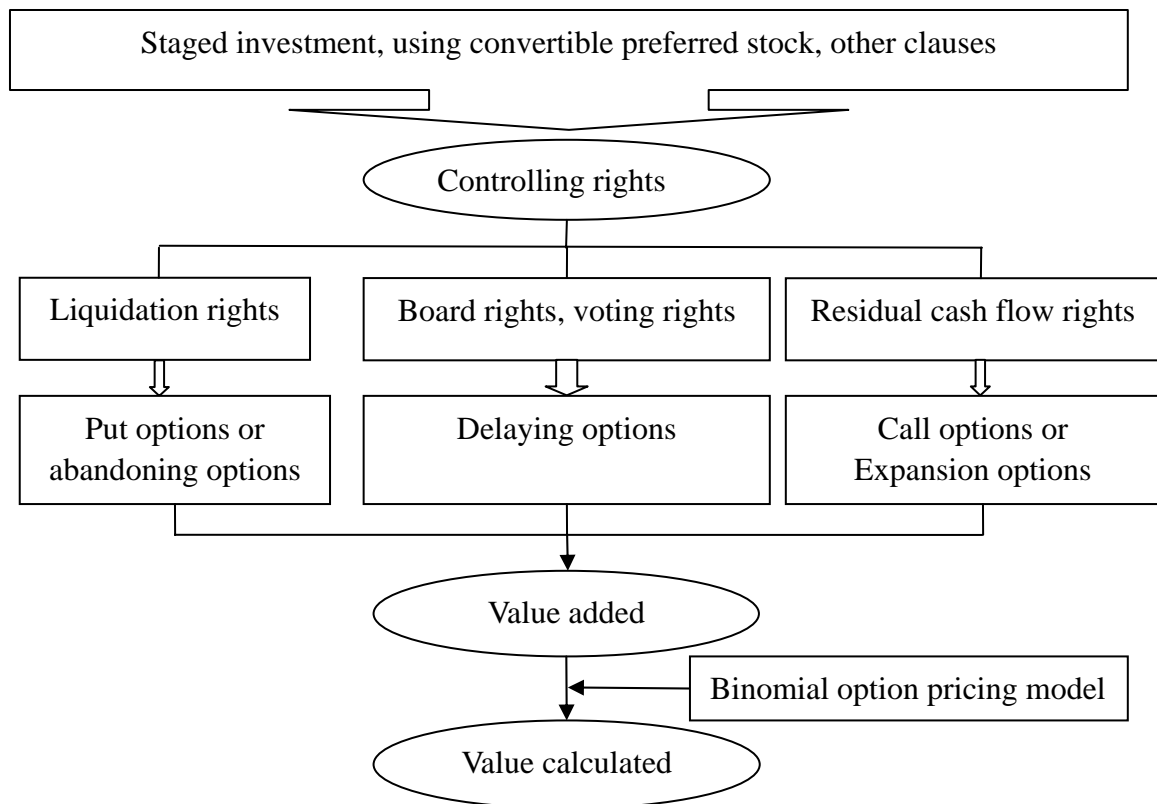 Staged investment, using convertible preferred stock, other clauses
Controlling rights
Liquidation rights
Board rights, voting rights
Residual cash flow rights
Put options or
abandoning options
Delaying options
Call options or
Expansion options
Value added
Binomial option pricing model
Value calculated